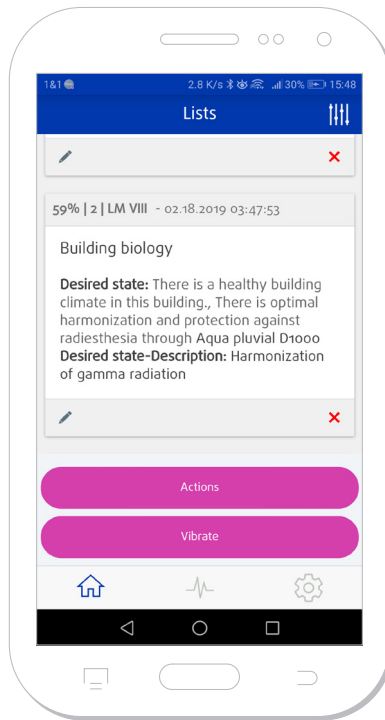 1&1 2.8 K/s 30% 15:48
Lists
59% | 2 | LM VIII - 02.18.2019 03:47:53
Building biology
Desired state: There is a healthy building
climate in this building., There is optimal
harmonization and protection against
radiesthesia through Aqua pluvial D1000
Desired state-Description: Harmonization
of gamma radiation
Actions
Vibrate